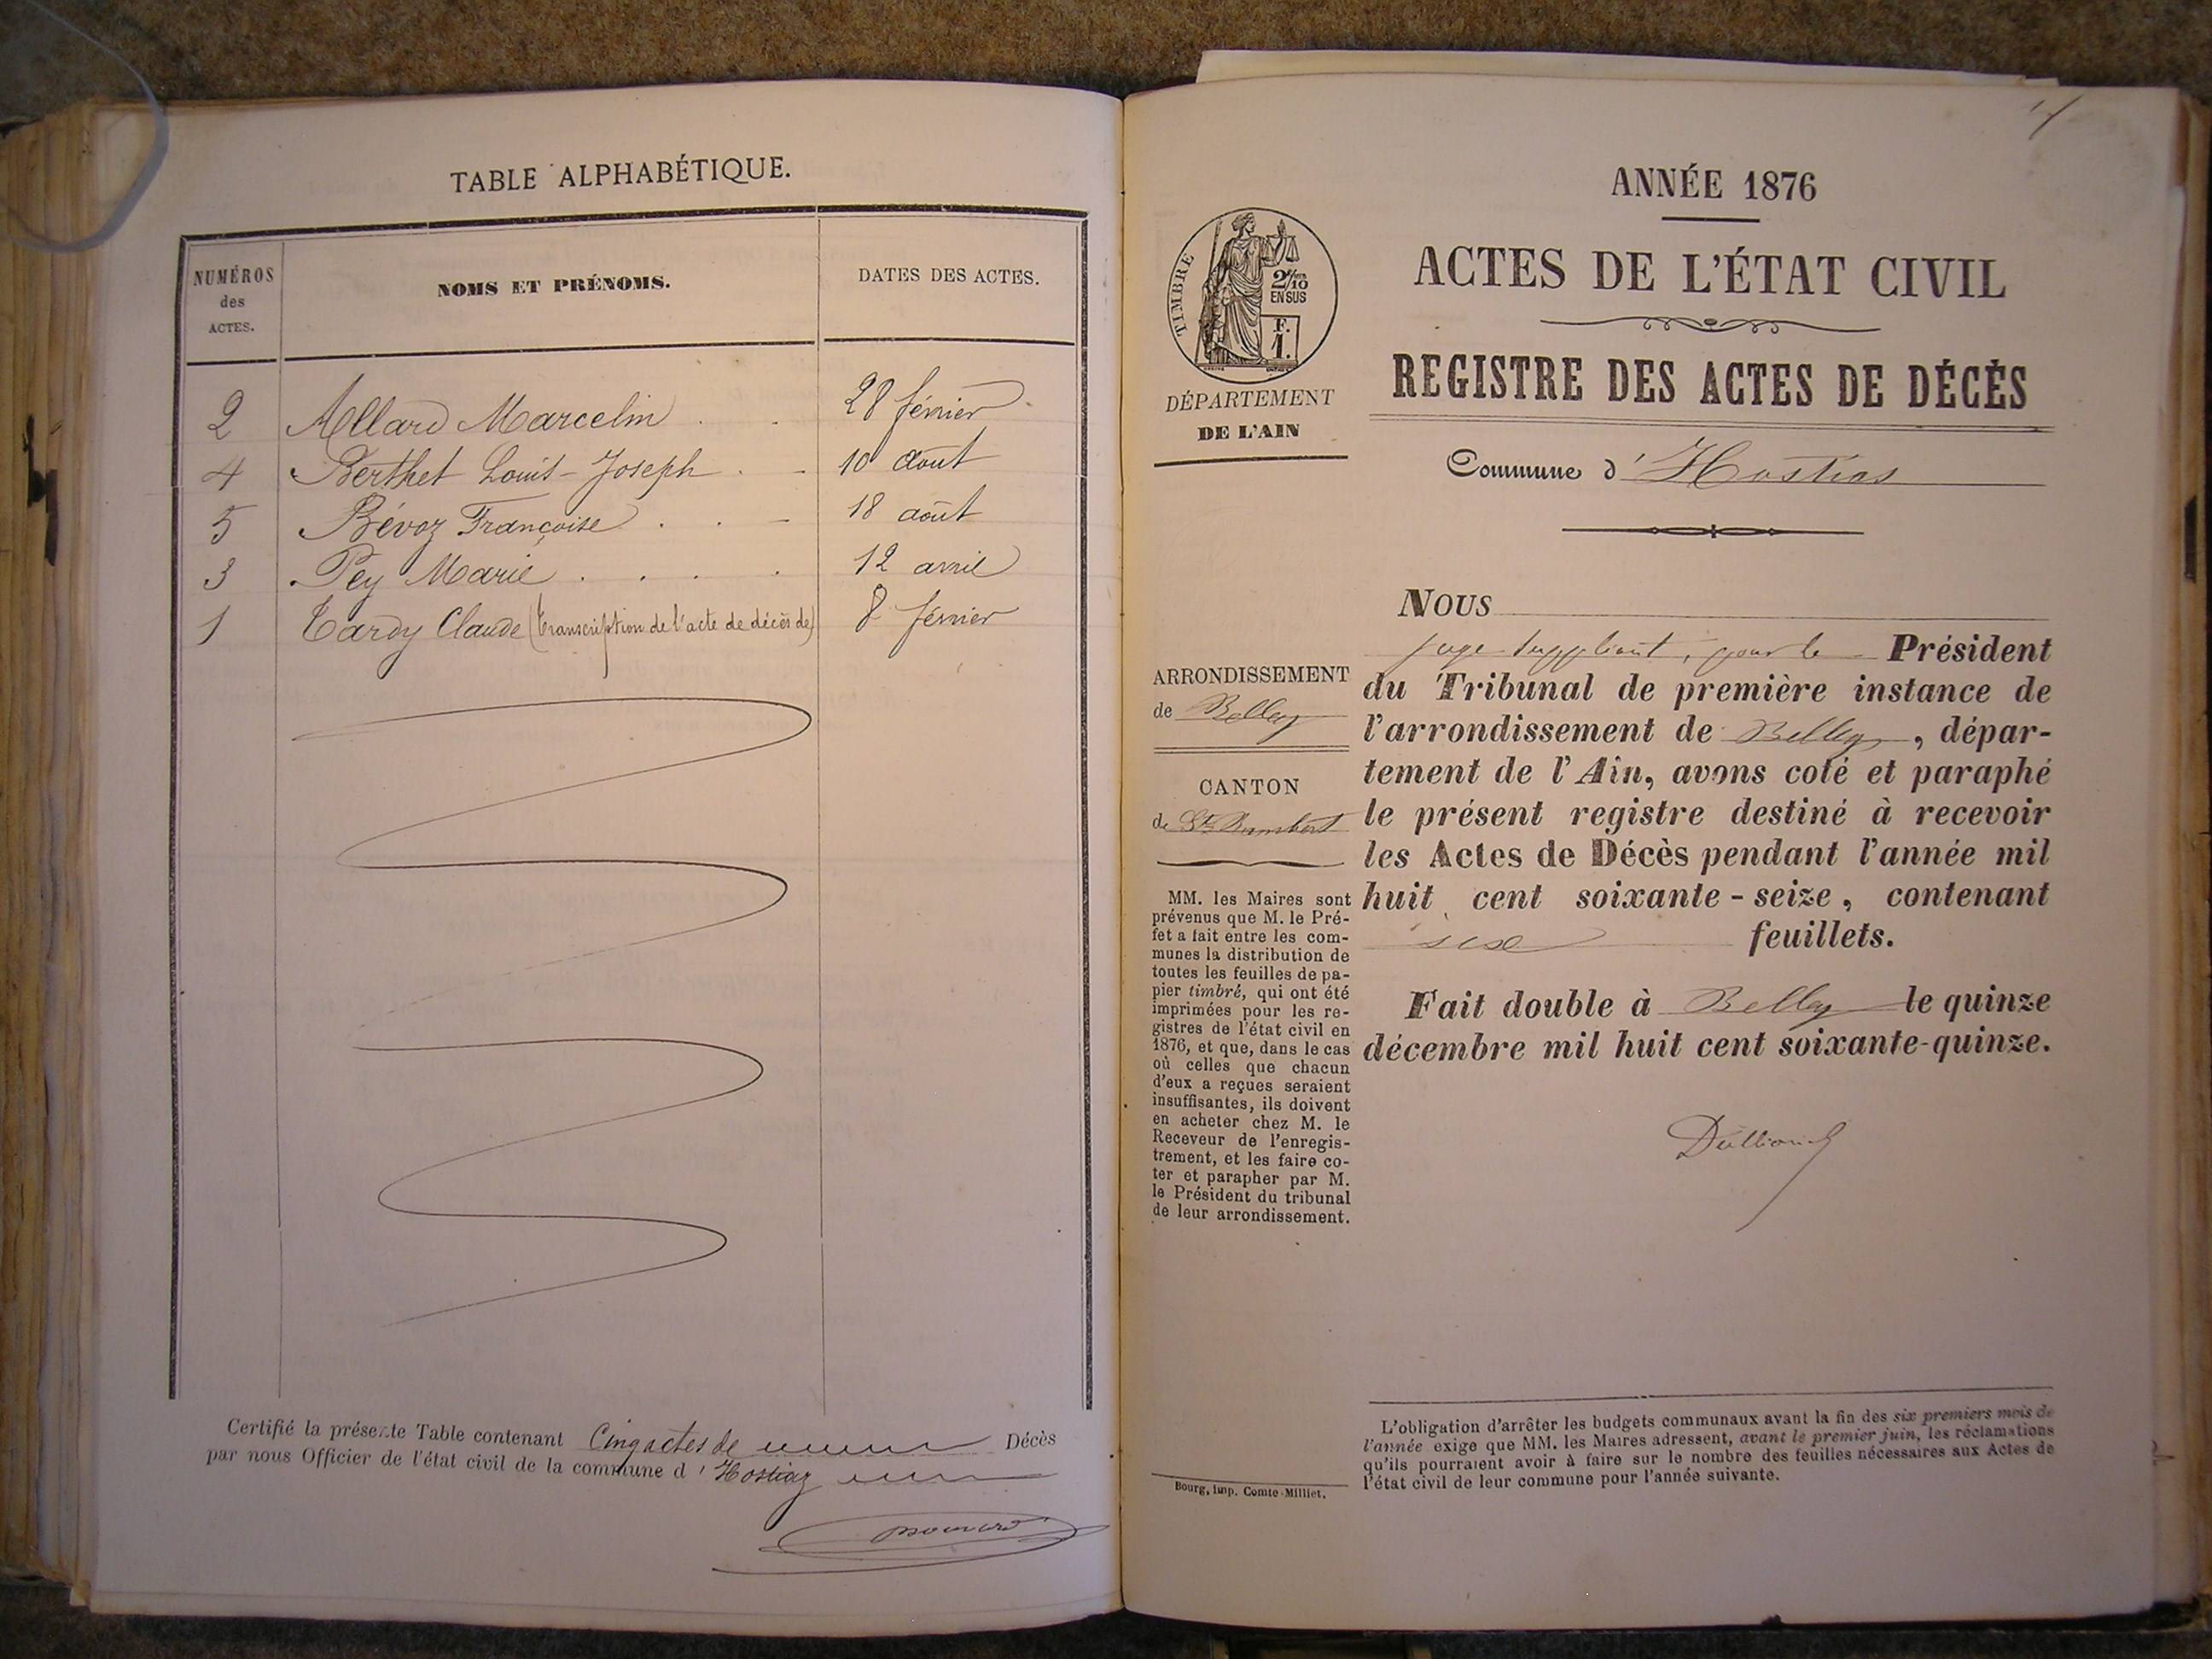 TABLE ALPHABÉTIQUE.
NUMÉROS
des
ACTES.
NOMS ET PRÉNOMS.
DATES DES ACTES.
2 Allard Marcelin 28 février
4 Berthet Louis-Joseph 10 août
5 Bévoz Françoise 18 août
3 Pey Marie 12 avril
1 Tardy Claude (transcription de l'acte de décès de) 8 février
Certifié la présente Table contenant Cinq actes de Décès
par nous Officier de l'état civil de la commune d'Hostiaz
ANNÉE 1876
ACTES DE L'ÉTAT CIVIL
REGISTRE DES ACTES DE DÉCÈS
Commune d'Hostias
TIMBRE
2/10
EN SUS
F.
1.
DÉPARTEMENT
DE L'AIN
ARRONDISSEMENT
de Belley
CANTON
de St Rambert
MM. les Maires sont
prévenus que M. le Pré-
fet a fait entre les com-
munes la distribution de
toutes les feuilles de pa-
pier timbré, qui ont été
imprimées pour les re-
gistres de l'état civil en
1876, et que, dans le cas
où celles que chacun
d'eux a reçues seraient
insuffisantes, ils doivent
en acheter chez M. le
Receveur de l'enregis-
trement, et les faire co-
ter et parapher par M.
le Président du tribunal
de leur arrondissement.
Bourg, imp. Comte-Milliet.
NOUS
juge suppléant, pour le Président
du Tribunal de première instance de
l'arrondissement de Belley, dépar-
tement de l'Ain, avons coté et paraphé
le présent registre destiné à recevoir
les Actes de Décès pendant l'année mil
huit cent soixante-seize, contenant
six feuillets.
Fait double à Belley le quinze
décembre mil huit cent soixante-quinze.
L'obligation d'arrêter les budgets communaux avant la fin des six premiers mois de
l'année exige que MM. les Maires adressent, avant le premier juin, les réclamations
qu'ils pourraient avoir à faire sur le nombre des feuilles nécessaires aux Actes de
l'état civil de leur commune pour l'année suivante.